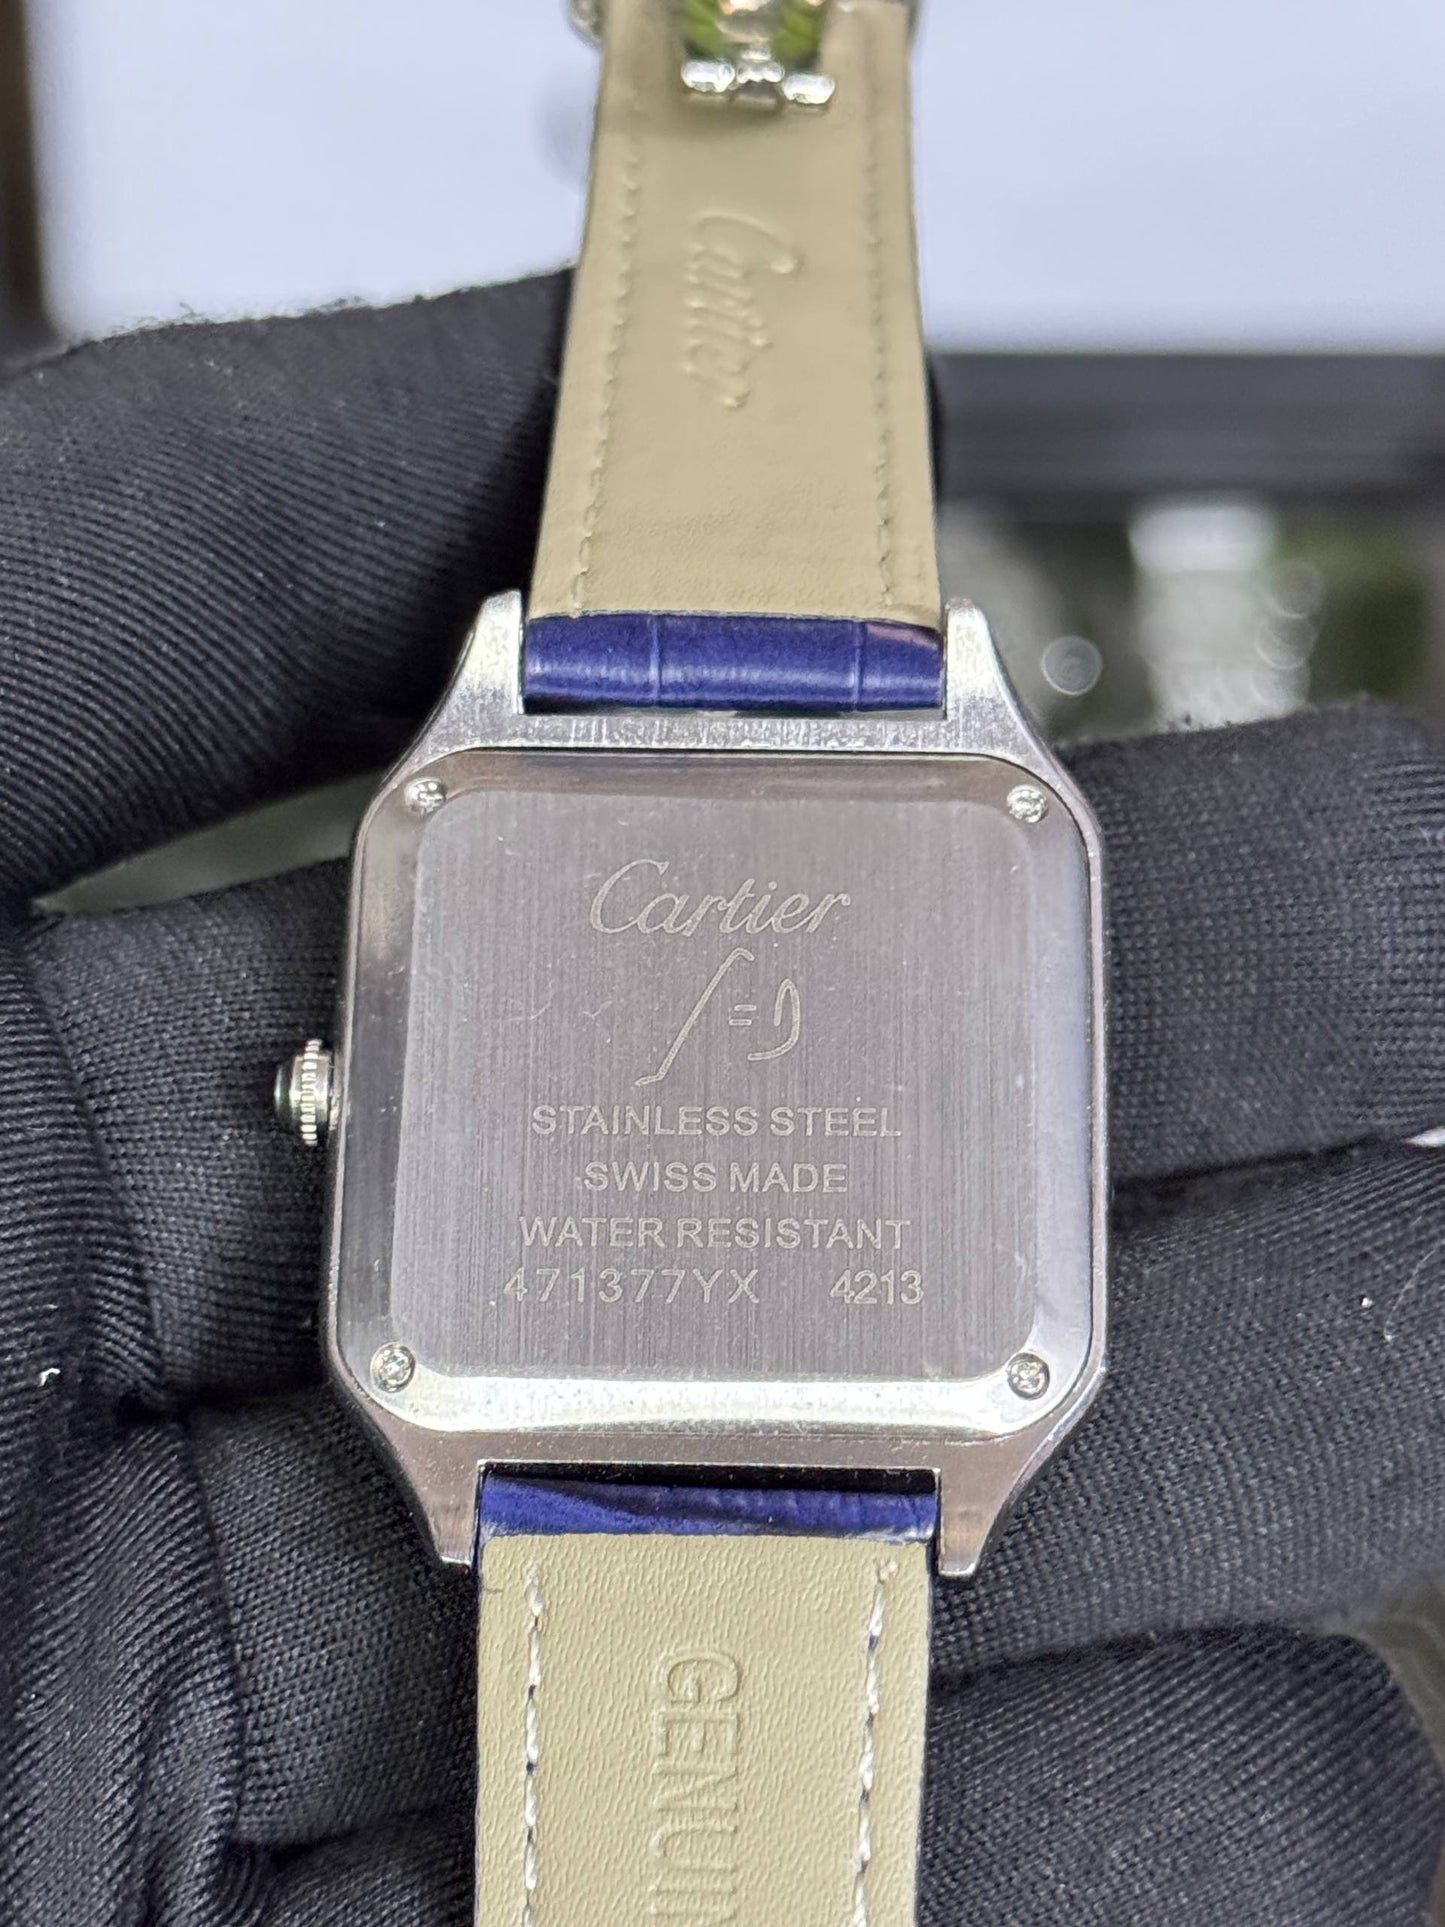 Cartier
Cartier
STAINLESS STEEL
SWISS MADE
WATER RESISTANT
471377YX 4213